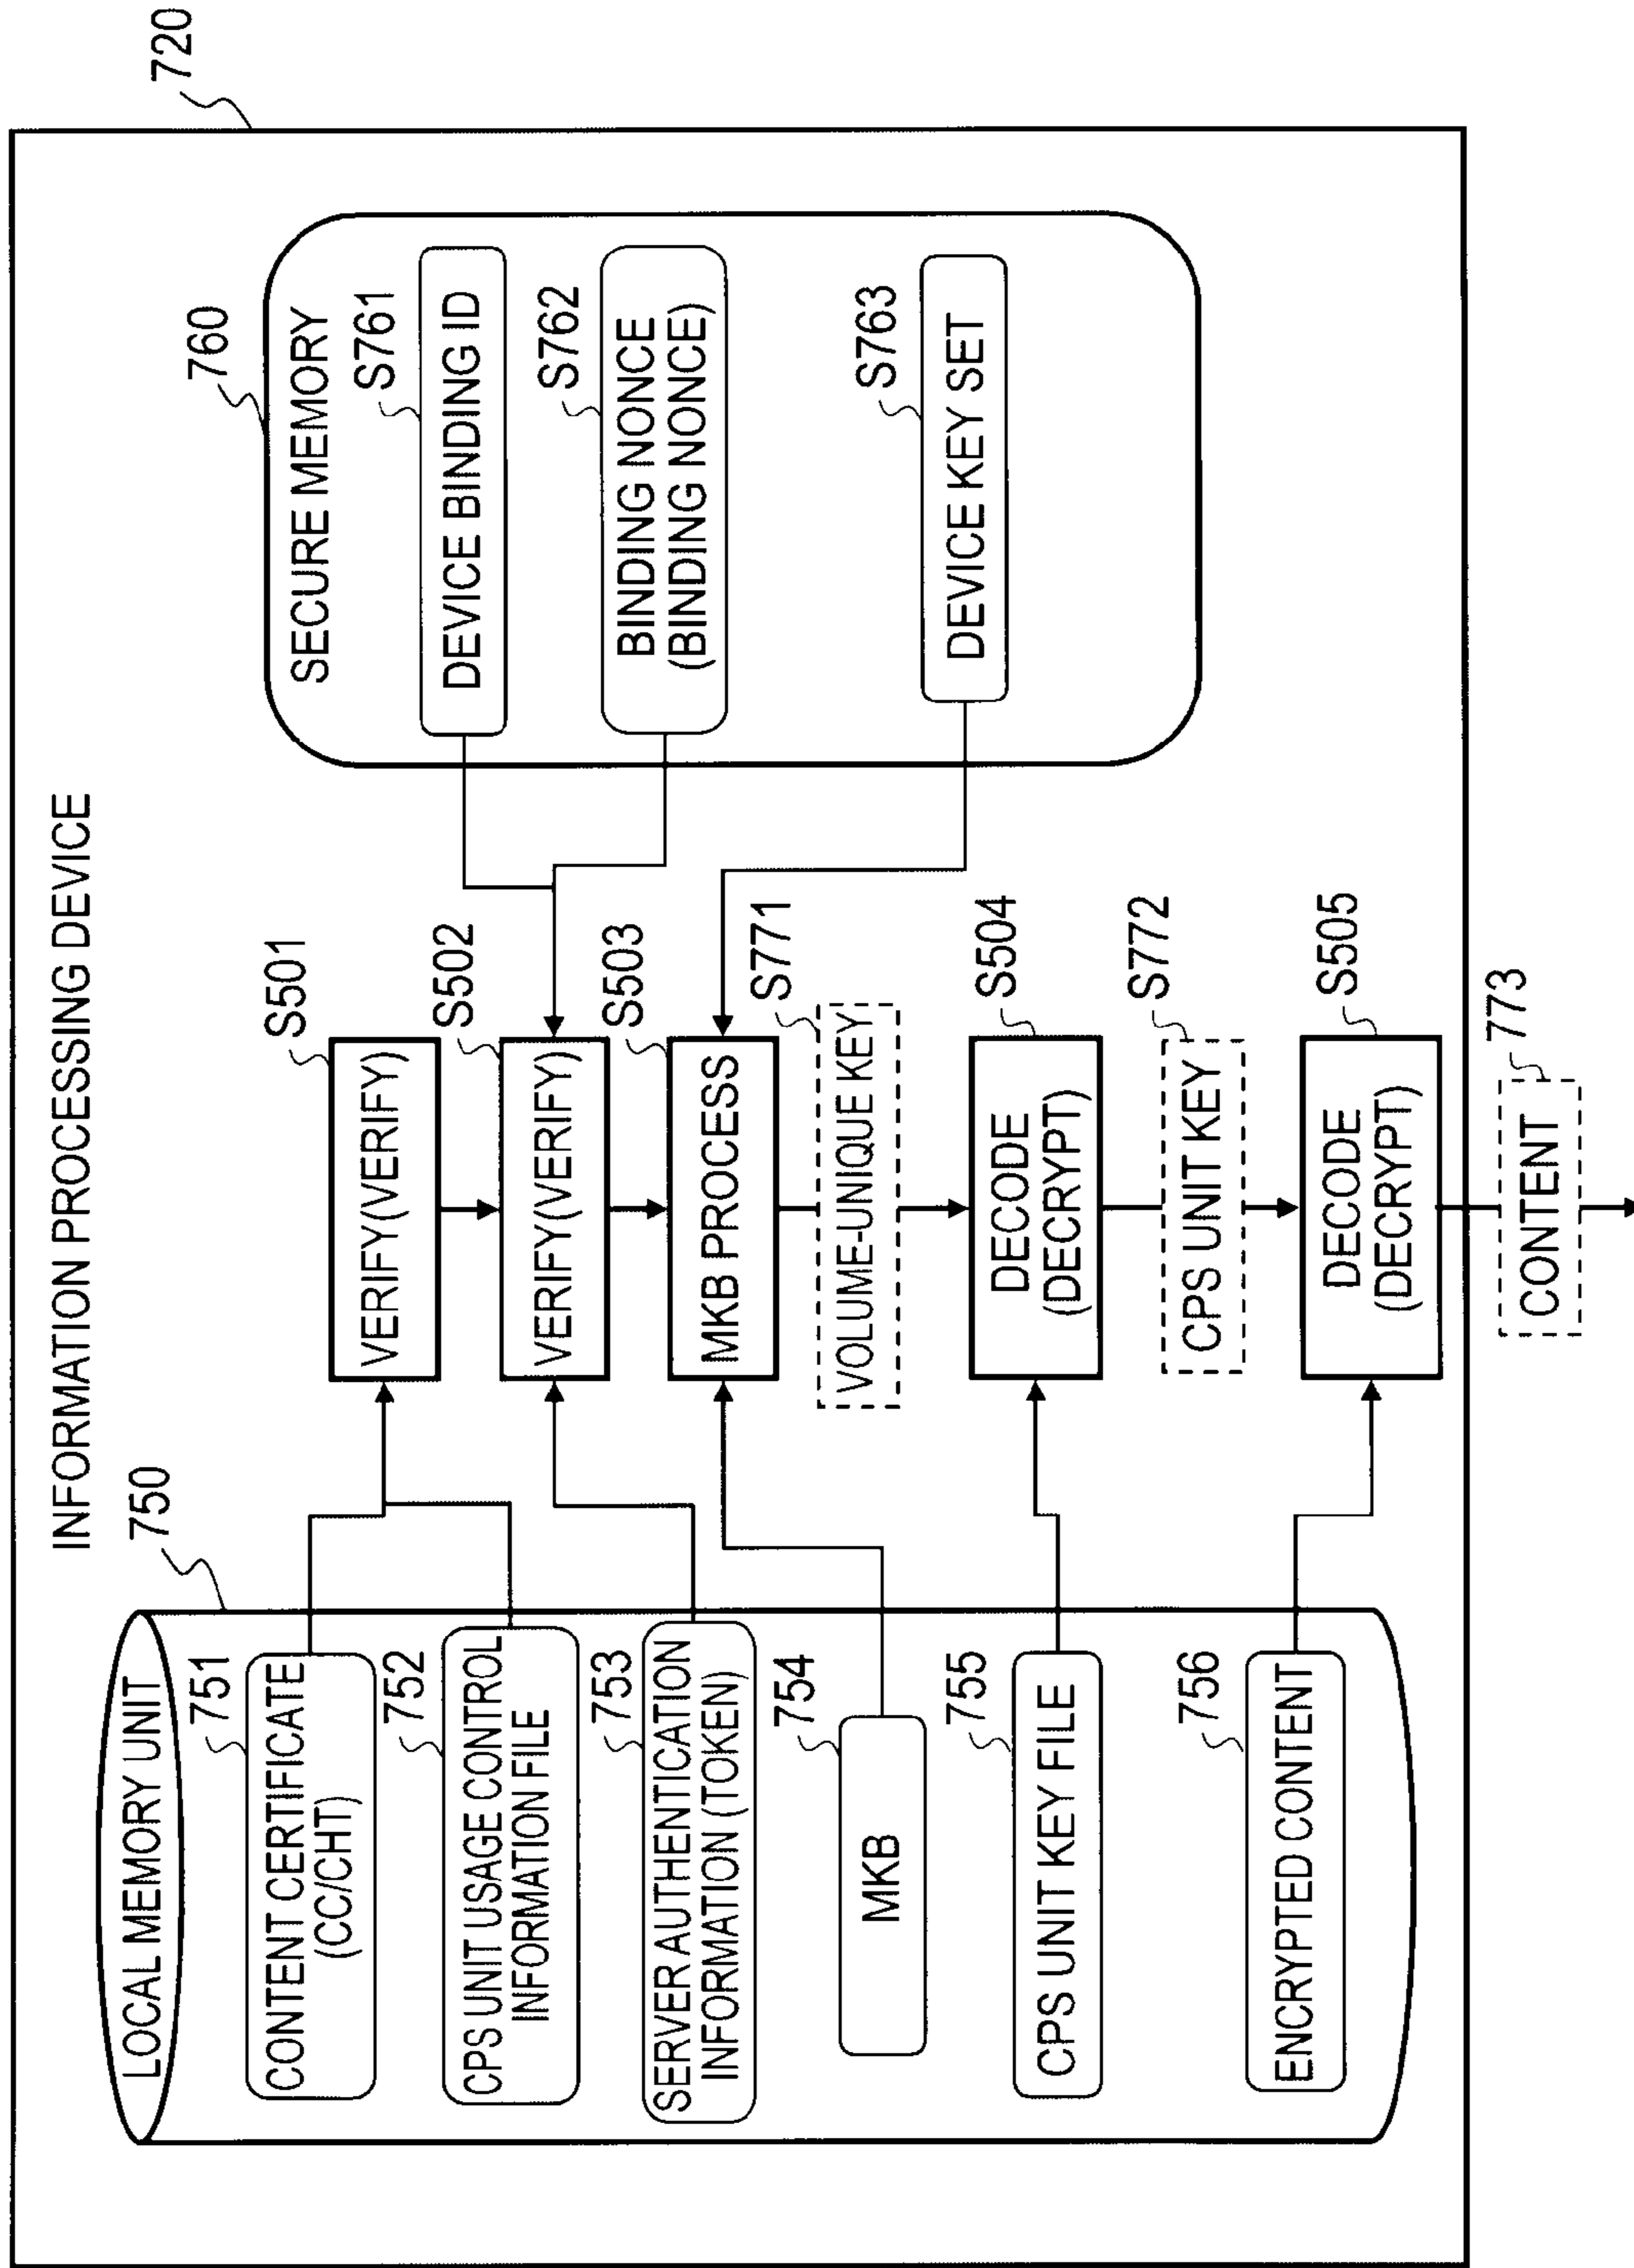 INFORMATION PROCESSING DEVICE
720
LOCAL MEMORY UNIT
750
CONTENT CERTIFICATE
(CC/CHT)
751
CPS UNIT USAGE CONTROL
INFORMATION FILE
752
SERVER AUTHENTICATION
INFORMATION (TOKEN)
753
MKB
754
CPS UNIT KEY FILE
755
ENCRYPTED CONTENT
756
VERIFY(VERIFY)
S501
VERIFY(VERIFY)
S502
MKB PROCESS
S503
VOLUME-UNIQUE KEY
S771
DECODE
(DECRYPT)
S504
CPS UNIT KEY
S772
DECODE
(DECRYPT)
S505
CONTENT
773
SECURE MEMORY
760
DEVICE BINDING ID
S761
BINDING NONCE
(BINDING NONCE)
S762
DEVICE KEY SET
S763